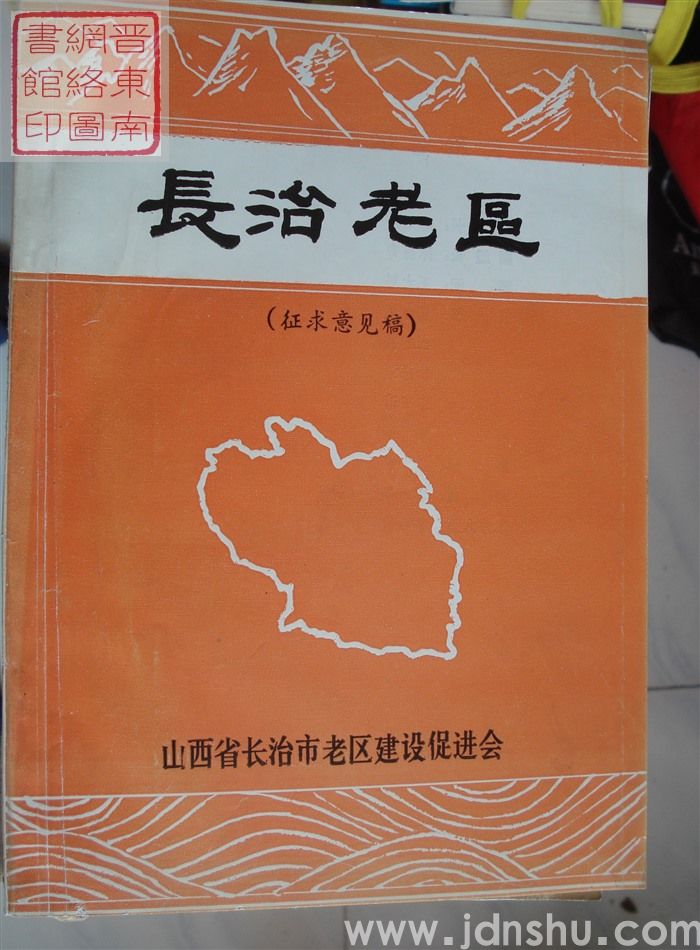 晋東南
網絡圖
書館印
長治老區
(征求意见稿)
山西省长治市老区建设促进会
www.jdnshu.com